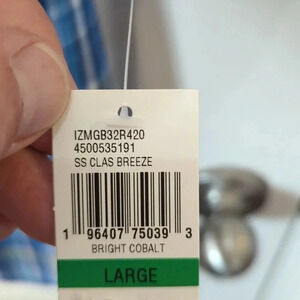 IZMGB32R420
4500535191
SS CLAS BREEZE
1 96407 75039 3
BRIGHT COBALT
LARGE